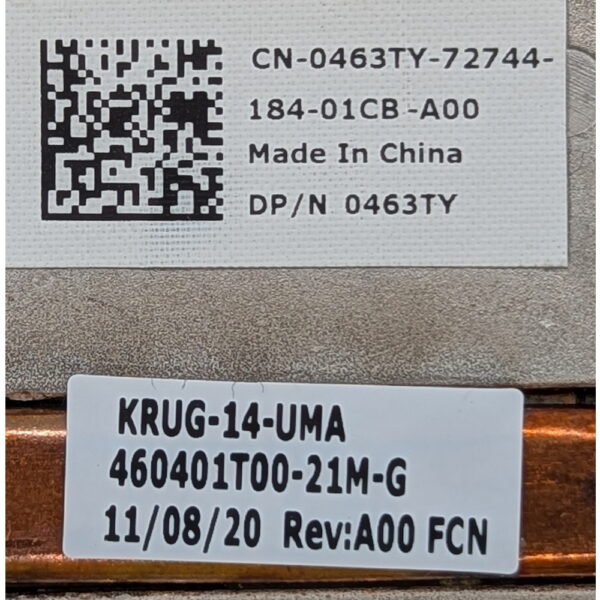 CN-0463TY-72744-
184-01CB-A00
Made In China
DP/N 0463TY
KRUG-14-UMA
460401T00-21M-G
11/08/20 Rev:A00 FCN